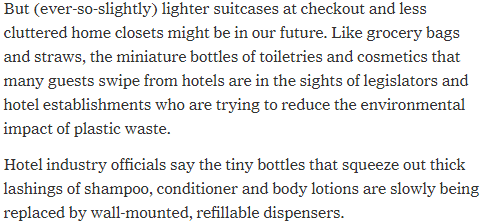 But (ever-so-slightly) lighter suitcases at checkout and less
cluttered home closets might be in our future. Like grocery bags
and straws, the miniature bottles of toiletries and cosmetics that
many guests swipe from hotels are in the sights of legislators and
hotel establishments who are trying to reduce the environmental
impact of plastic waste.
Hotel industry officials say the tiny bottles that squeeze out thick
lashings of shampoo, conditioner and body lotions are slowly being
replaced by wall-mounted, refillable dispensers.